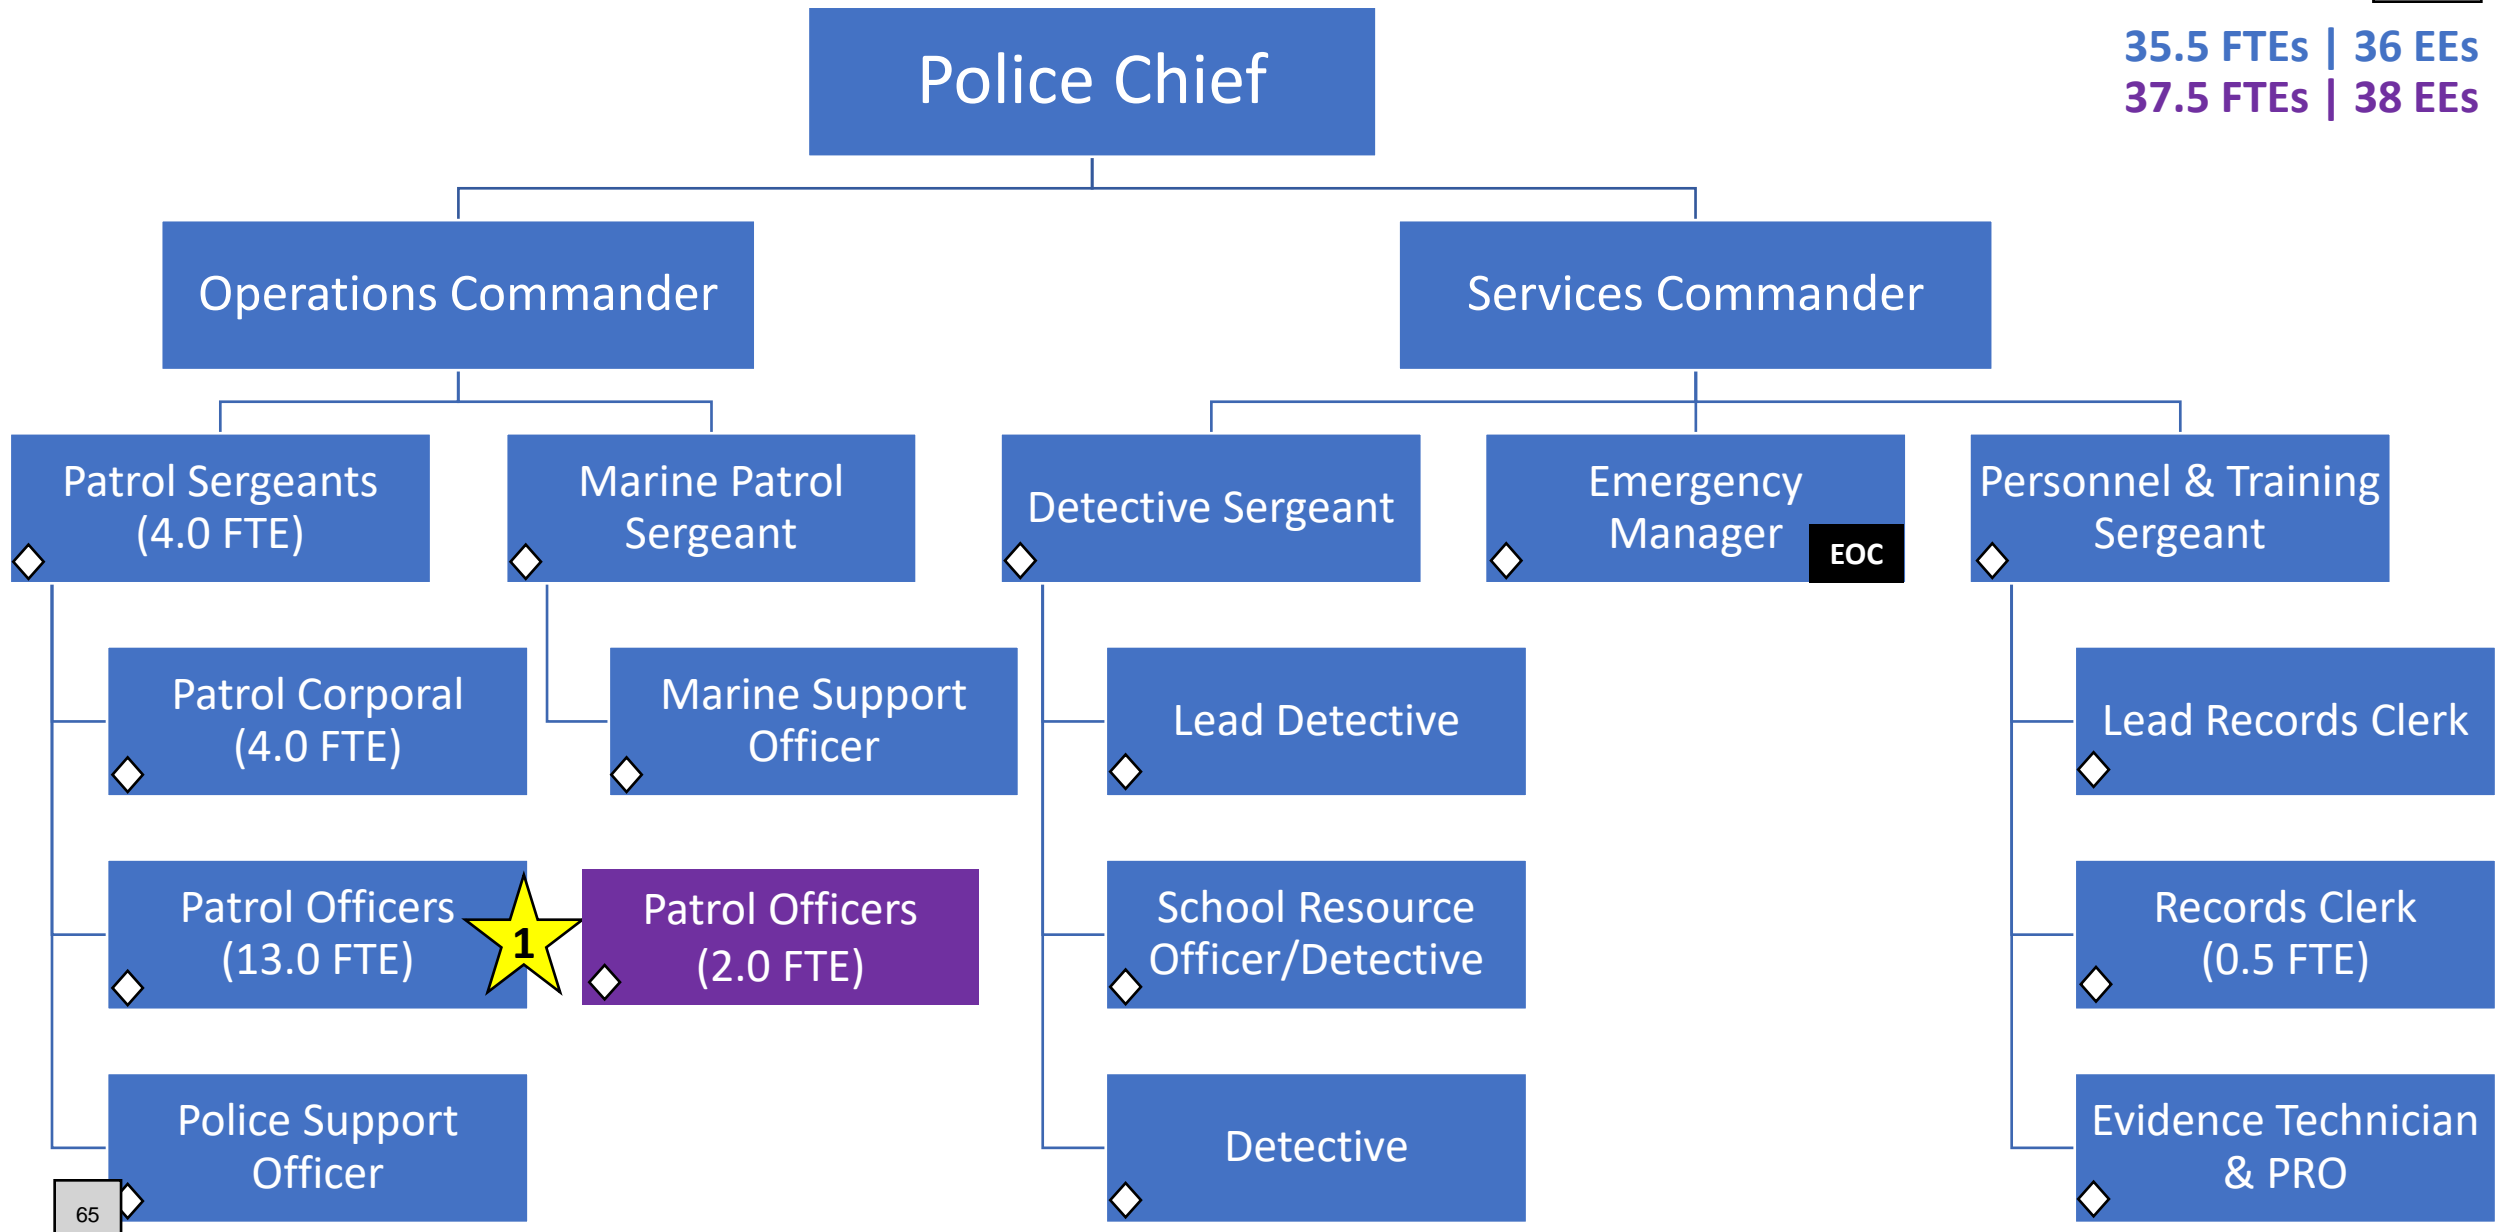 35.5 FTEs | 36 EEs
37.5 FTEs | 38 EEs
Police Chief
Operations Commander
Services Commander
Patrol Sergeants
(4.0 FTE)
Marine Patrol
Sergeant
Detective Sergeant
Emergency
Manager
EOC
Personnel & Training
Sergeant
Patrol Corporal
(4.0 FTE)
Marine Support
Officer
Lead Detective
Lead Records Clerk
Patrol Officers
(13.0 FTE)
1
Patrol Officers
(2.0 FTE)
School Resource
Officer/Detective
Records Clerk
(0.5 FTE)
Police Support
Officer
Detective
Evidence Technician
& PRO
65